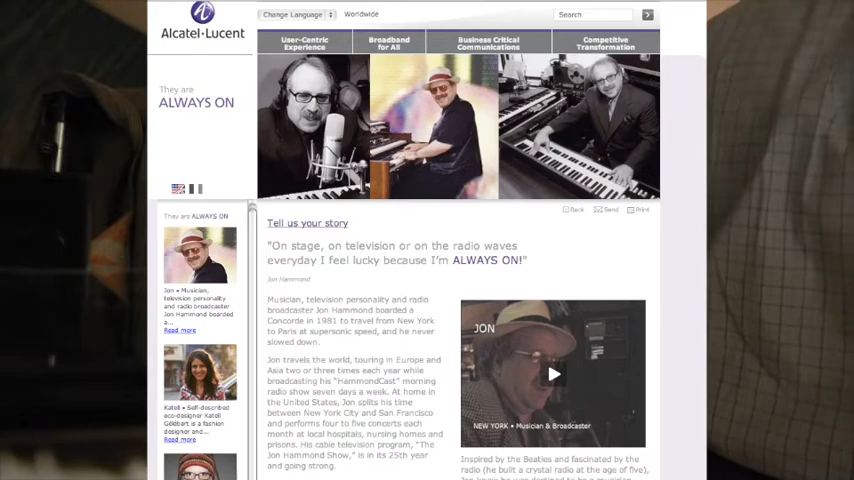 Alcatel·Lucent
Change Language
Worldwide
Search
User-Centric
Experience
Broadband
for All
Business Critical
Communications
Competitive
Transformation
They are
ALWAYS ON
Back
Send
Print
They are ALWAYS ON
Jon • Musician,
television personality
and radio broadcaster
Jon Hammond boarded
a...
Read more
Katell • Self-described
eco-designer Katell
Gélébart is a fashion
designer and...
Read more
Tell us your story
"On stage, on television or on the radio waves
everyday I feel lucky because I'm ALWAYS ON!"
Jon Hammond
Musician, television personality and radio
broadcaster Jon Hammond boarded a
Concorde in 1981 to travel from New York
to Paris at supersonic speed, and he never
slowed down.
Jon travels the world, touring in Europe and
Asia two or three times each year while
broadcasting his "HammondCast" morning
radio show seven days a week. At home in
the United States, Jon splits his time
between New York City and San Francisco
and performs four to five concerts each
month at local hospitals, nursing homes and
prisons. His cable television program, "The
Jon Hammond Show," is in its 25th year
and going strong.
JON
NEW YORK • Musician & Broadcaster
Inspired by the Beatles and fascinated by the
radio (he built a crystal radio at the age of five),
Jon knew he was destined to be a musician